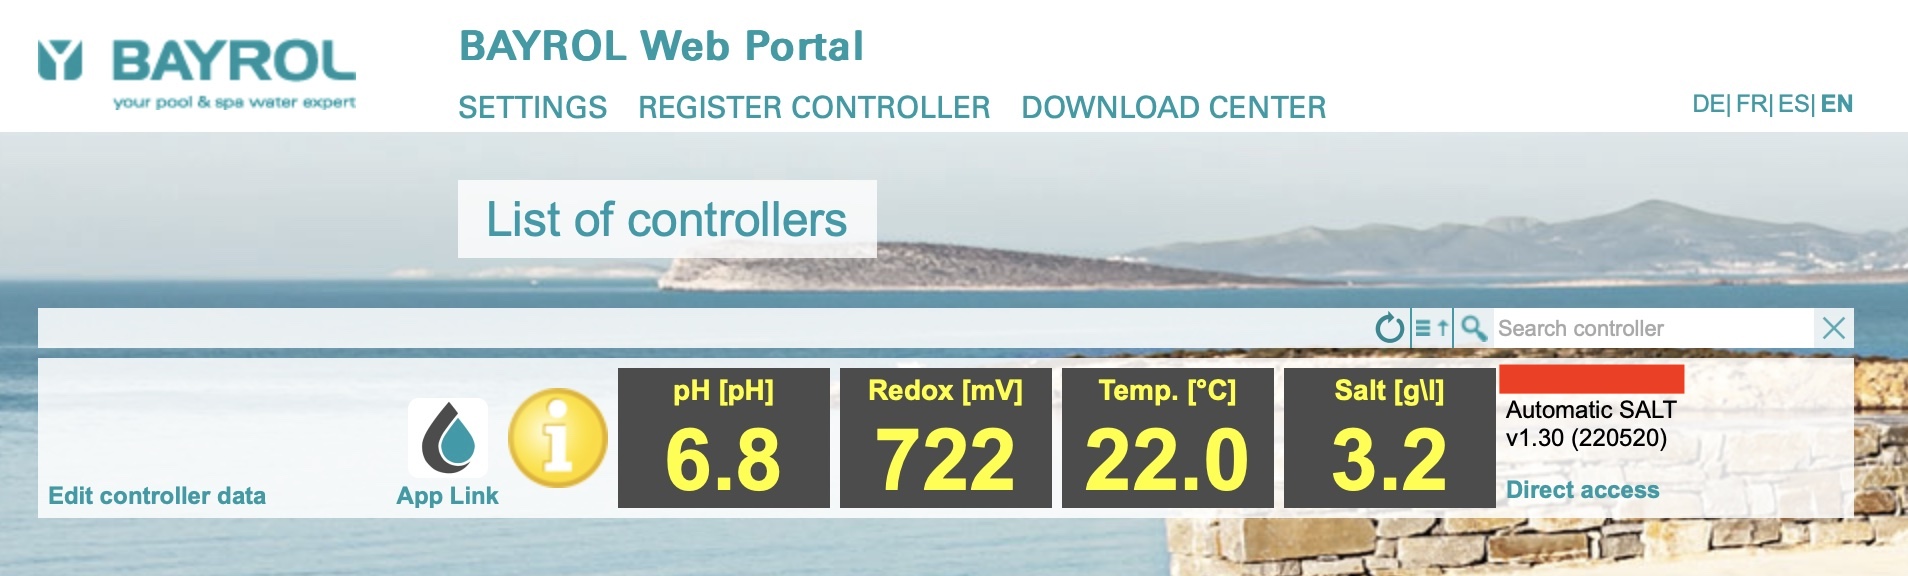 BAYROL
your pool & spa water expert
BAYROL Web Portal
SETTINGS REGISTER CONTROLLER DOWNLOAD CENTER
DE| FR| ES| EN
List of controllers
Search controller
Edit controller data
App Link
pH [pH]
6.8
Redox [mV]
722
Temp. [°C]
22.0
Salt [g\l]
3.2
Automatic SALT
v1.30 (220520)
Direct access